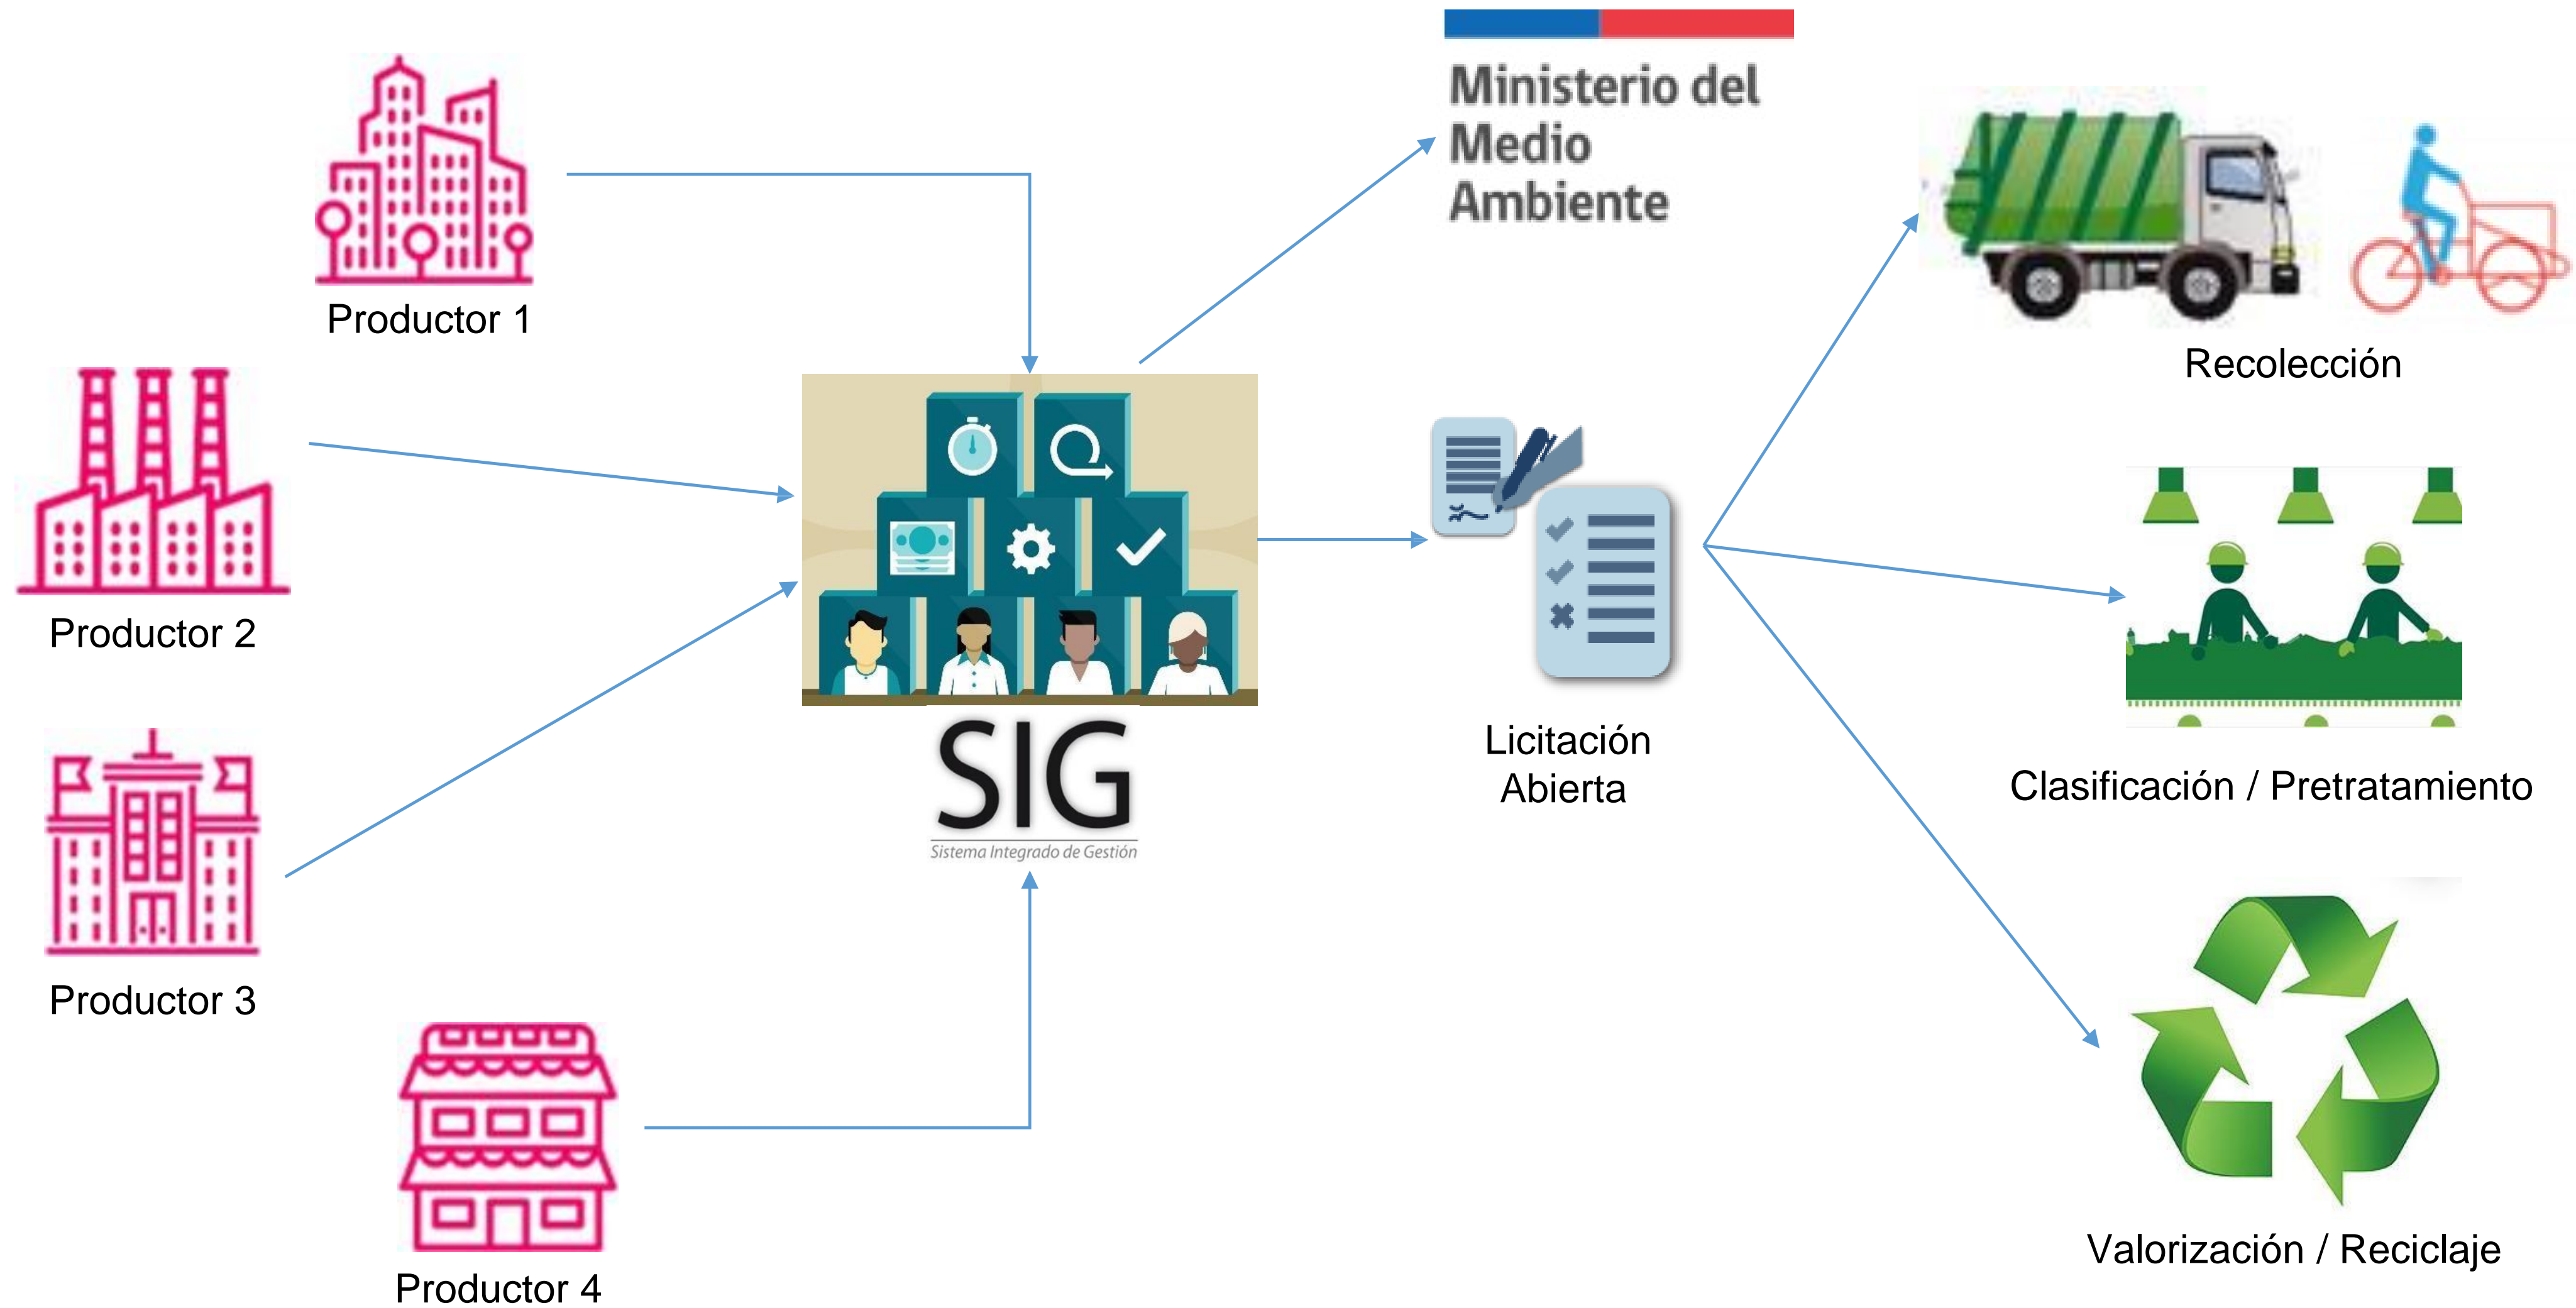 Productor 1
Productor 2
Productor 3
Productor 4
SIG
Sistema Integrado de Gestión
Ministerio del
Medio
Ambiente
Licitación
Abierta
Recolección
Clasificación / Pretratamiento
Valorización / Reciclaje